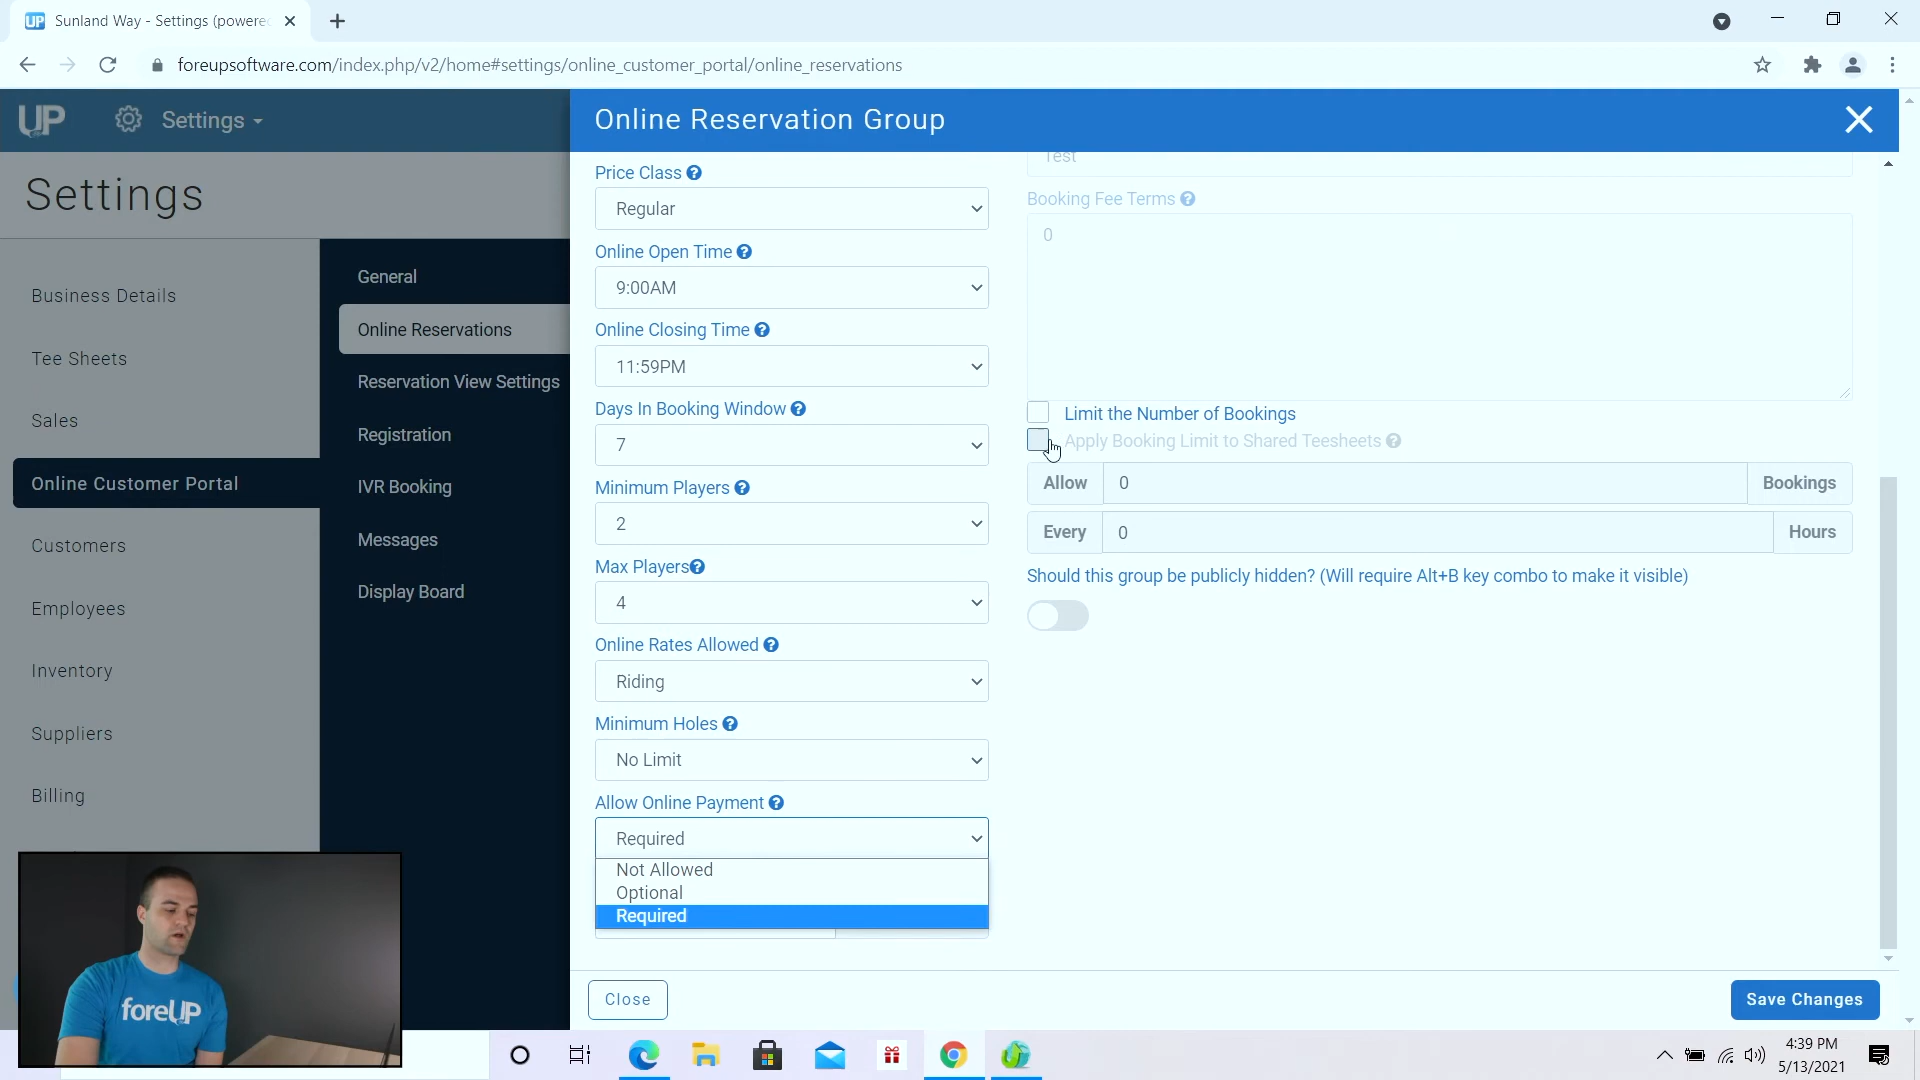 UP Sunland Way - Settings (powere
foreupsoftware.com/index.php/v2/home#settings/online_customer_portal/online_reservations
UP Settings
Online Reservation Group
Settings
Business Details
Tee Sheets
Sales
Online Customer Portal
Customers
Employees
Inventory
Suppliers
Billing
General
Online Reservations
Reservation View Settings
Registration
IVR Booking
Messages
Display Board
Price Class
Regular
Online Open Time
9:00AM
Online Closing Time
11:59PM
Days In Booking Window
7
Minimum Players
2
Max Players
4
Online Rates Allowed
Riding
Minimum Holes
No Limit
Allow Online Payment
Required
Not Allowed
Optional
Required
Test
Booking Fee Terms
0
Limit the Number of Bookings
Apply Booking Limit to Shared Teesheets
Allow 0 Bookings
Every 0 Hours
Should this group be publicly hidden? (Will require Alt+B key combo to make it visible)
Close
Save Changes
foreUP
4:39 PM
5/13/2021